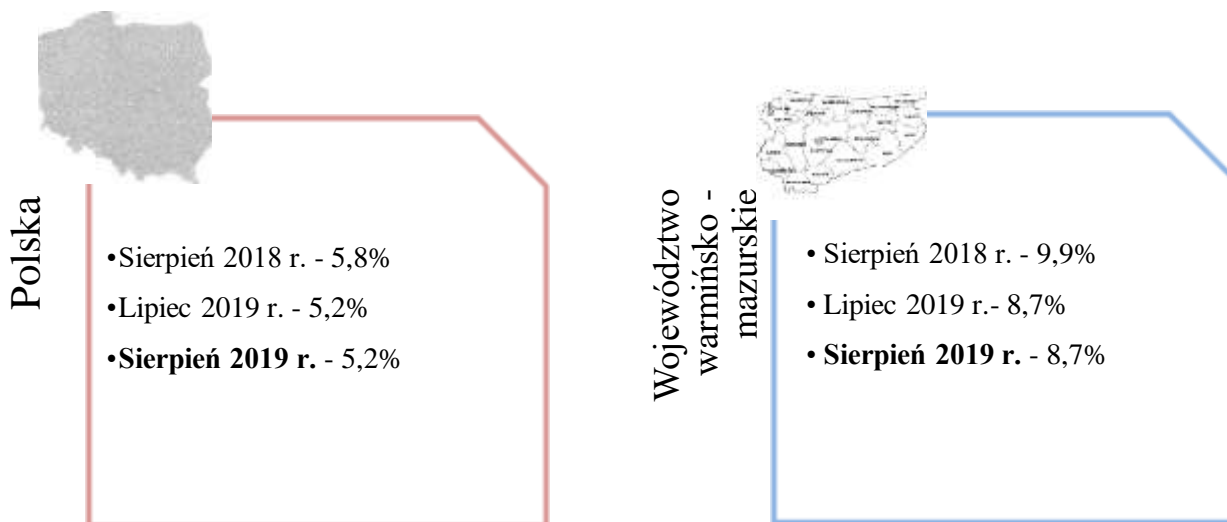 Polska
•Sierpień 2018 r. - 5,8%
•Lipiec 2019 r. - 5,2%
•Sierpień 2019 r. - 5,2%
Województwo
warmińsko -
mazurskie
• Sierpień 2018 r. - 9,9%
• Lipiec 2019 r.- 8,7%
• Sierpień 2019 r. - 8,7%